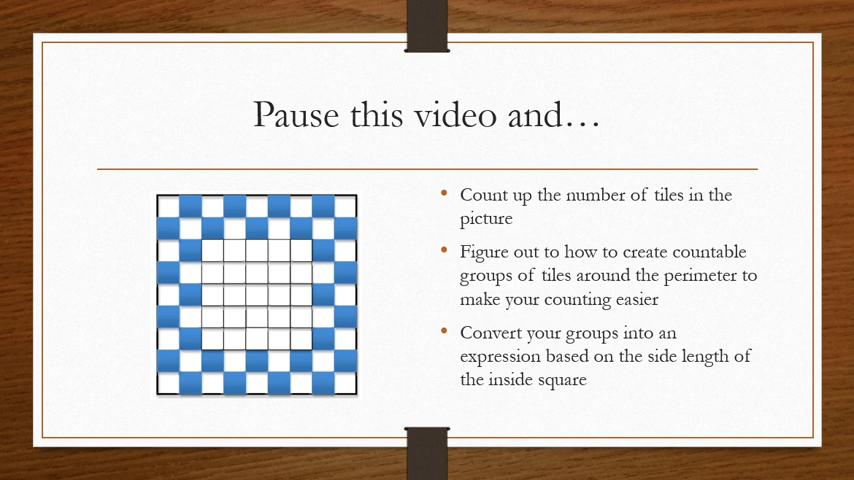 Pause this video and…
Count up the number of tiles in the
picture
Figure out to how to create countable
groups of tiles around the perimeter to
make your counting easier
Convert your groups into an
expression based on the side length of
the inside square